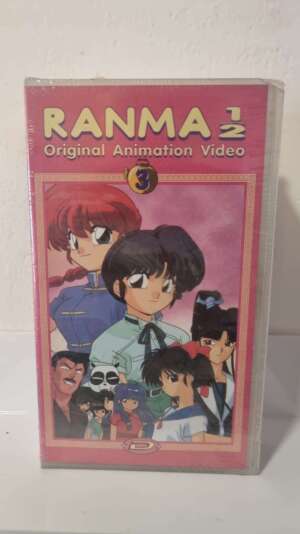 RANMA 1/2
Original Animation Video
3
D